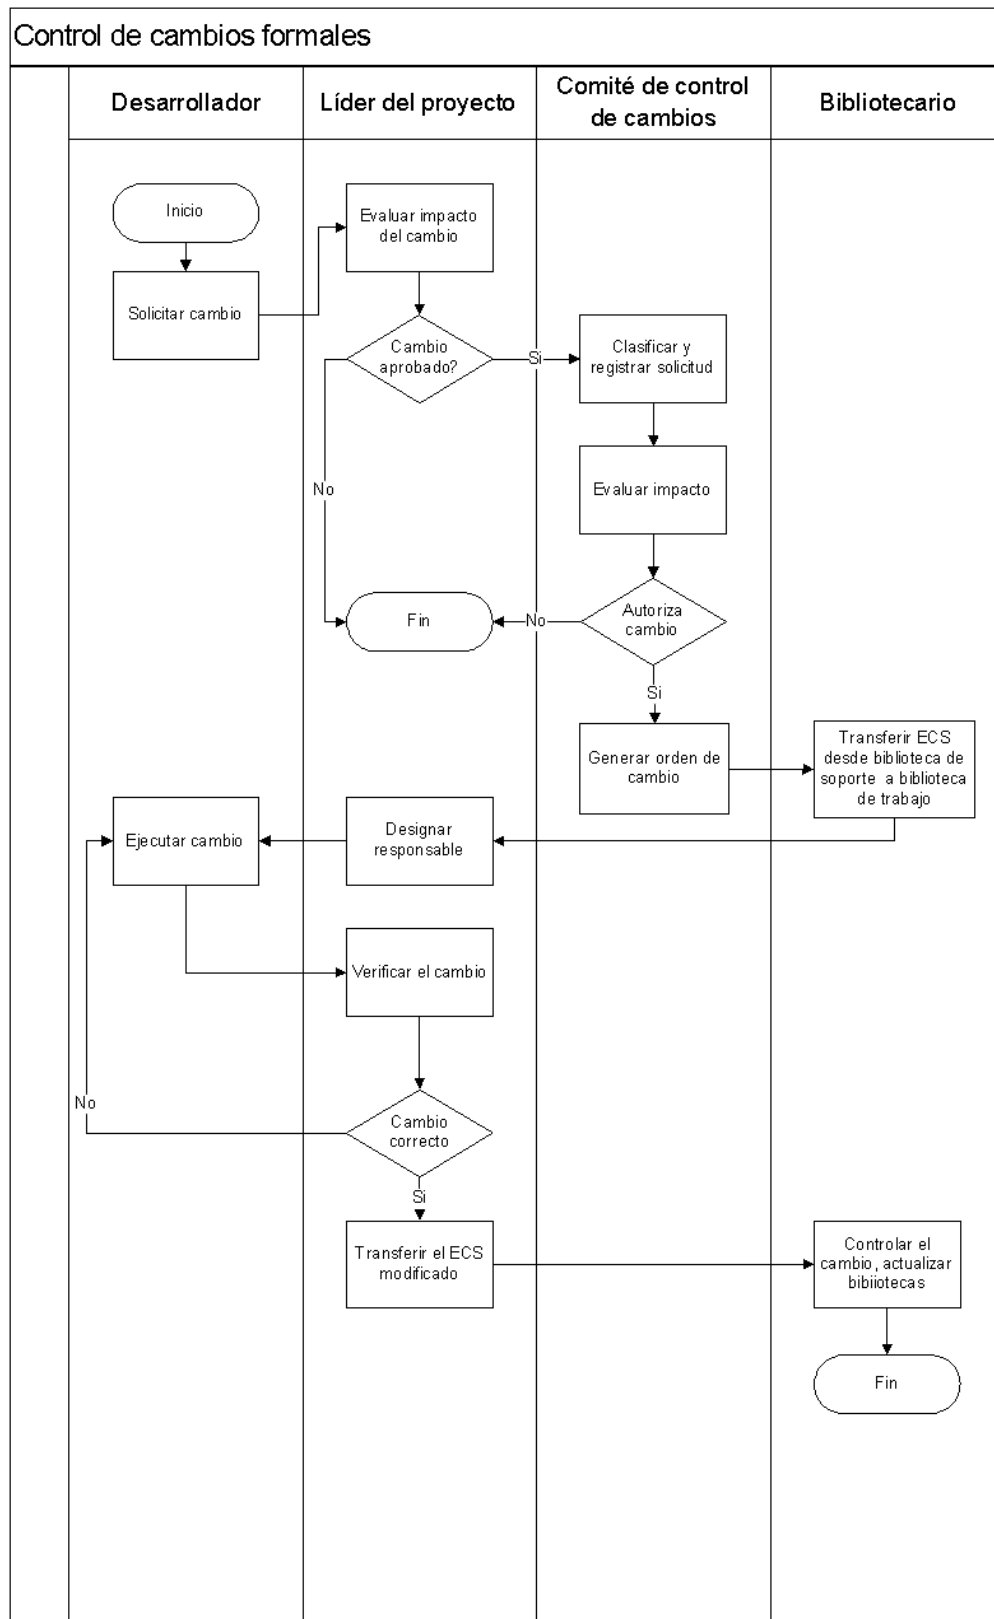 Control de cambios formales
Desarrollador
Líder del proyecto
Comité de control
de cambios
Bibliotecario
Inicio
Evaluar impacto
del cambio
Solicitar cambio
Cambio
aprobado?
Si
Clasificar y
registrar solicitud
No
Evaluar impacto
Fin
No
Autoriza
cambio
Si
Generar orden de
cambio
Transferir ECS
desde biblioteca de
soporte a biblioteca
de trabajo
Ejecutar cambio
Designar
responsable
Verificar el cambio
No
Cambio
correcto
Si
Transferir el ECS
modificado
Controlar el
cambio, actualizar
bibiiotecas
Fin